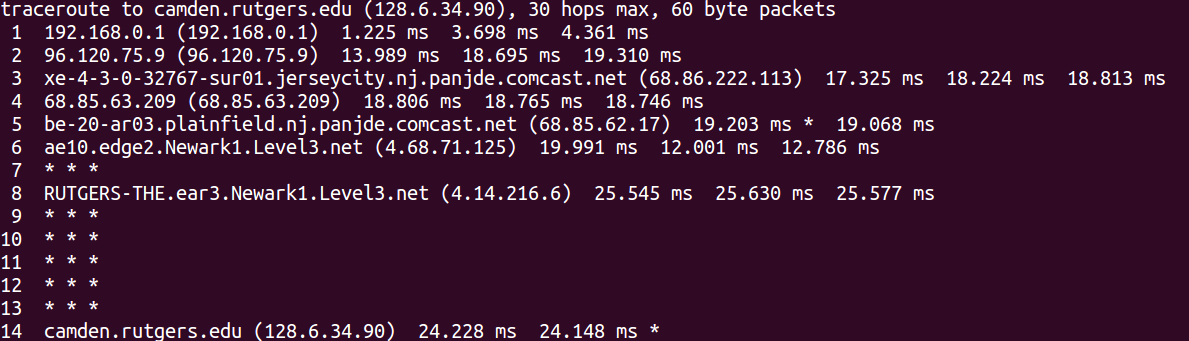 traceroute to camden.rutgers.edu (128.6.34.90), 30 hops max, 60 byte packets
 1  192.168.0.1 (192.168.0.1)  1.225 ms  3.698 ms  4.361 ms
 2  96.120.75.9 (96.120.75.9)  13.989 ms  18.695 ms  19.310 ms
 3  xe-4-3-0-32767-sur01.jerseycity.nj.panjde.comcast.net (68.86.222.113)  17.325 ms  18.224 ms  18.813 ms
 4  68.85.63.209 (68.85.63.209)  18.806 ms  18.765 ms  18.746 ms
 5  be-20-ar03.plainfield.nj.panjde.comcast.net (68.85.62.17)  19.203 ms *  19.068 ms
 6  ae10.edge2.Newark1.Level3.net (4.68.71.125)  19.991 ms  12.001 ms  12.786 ms
 7  * * *
 8  RUTGERS-THE.ear3.Newark1.Level3.net (4.14.216.6)  25.545 ms  25.630 ms  25.577 ms
 9  * * *
10  * * *
11  * * *
12  * * *
13  * * *
14  camden.rutgers.edu (128.6.34.90)  24.228 ms  24.148 ms *